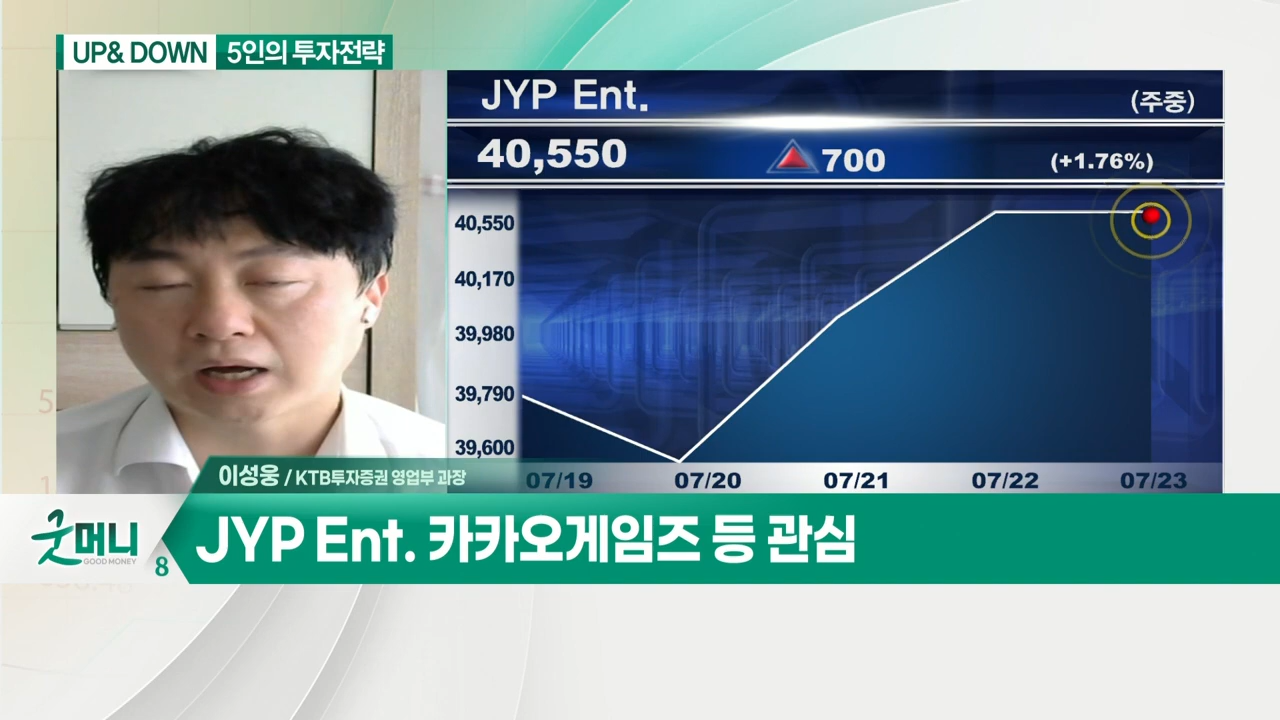 UP& DOWN 5인의 투자전략
JYP Ent. (주중)
40,550 700 (+1.76%)
40,550
40,170
39,980
39,790
39,600
07/19 07/20 07/21 07/22 07/23
이성웅 / KTB투자증권 영업부 과장
JYP Ent. 카카오게임즈 등 관심
굿머니
GOOD MONEY
8
5
1